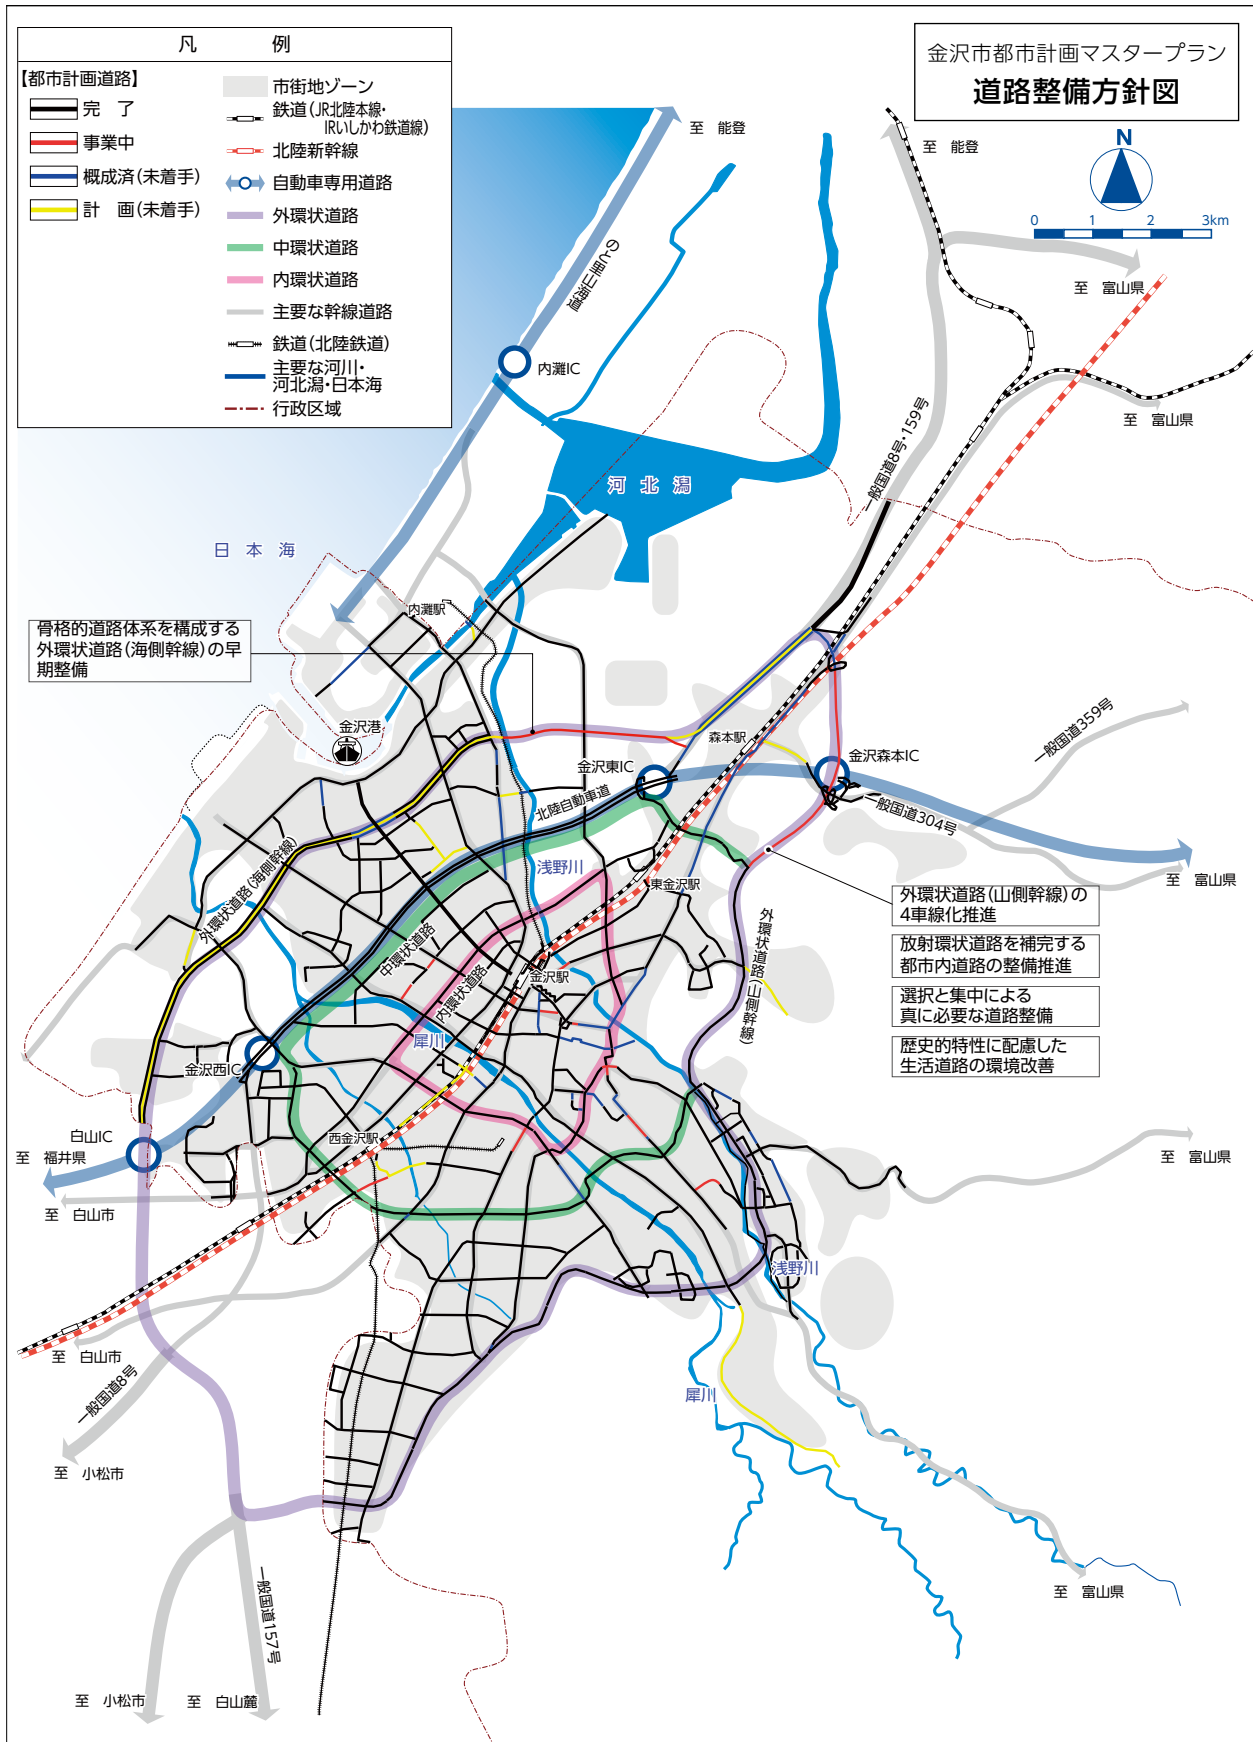 凡 例
【都市計画道路】
完 了
事業中
概成済(未着手)
計 画(未着手)
市街地ゾーン
鉄道(JR北陸本線・
IRいしかわ鉄道線)
北陸新幹線
自動車専用道路
外環状道路
中環状道路
内環状道路
主要な幹線道路
鉄道(北陸鉄道)
主要な河川・
河北潟・日本海
行政区域
金沢市都市計画マスタープラン
道路整備方針図
N
0 1 2 3km
至 能登
至 能登
至 富山県
至 富山県
のと里山海道
内灘IC
一般国道8号・159号
河 北 潟
日 本 海
内灘駅
骨格的道路体系を構成する
外環状道路(海側幹線)の早
期整備
金沢港
森本駅
金沢東IC
金沢森本IC
一般国道359号
北陸自動車道
一般国道304号
至 富山県
浅野川
外環状道路(海側幹線)
東金沢駅
外環状道路(山側幹線)の
4車線化推進
放射環状道路を補完する
都市内道路の整備推進
選択と集中による
真に必要な道路整備
歴史的特性に配慮した
生活道路の環境改善
外環状道路(山側幹線)
中環状道路
内環状道路
金沢駅
犀川
金沢西IC
白山IC
西金沢駅
至 福井県
至 白山市
至 富山県
浅野川
至 白山市
一般国道8号
犀川
至 小松市
一般国道157号
至 富山県
至 小松市
至 白山麓